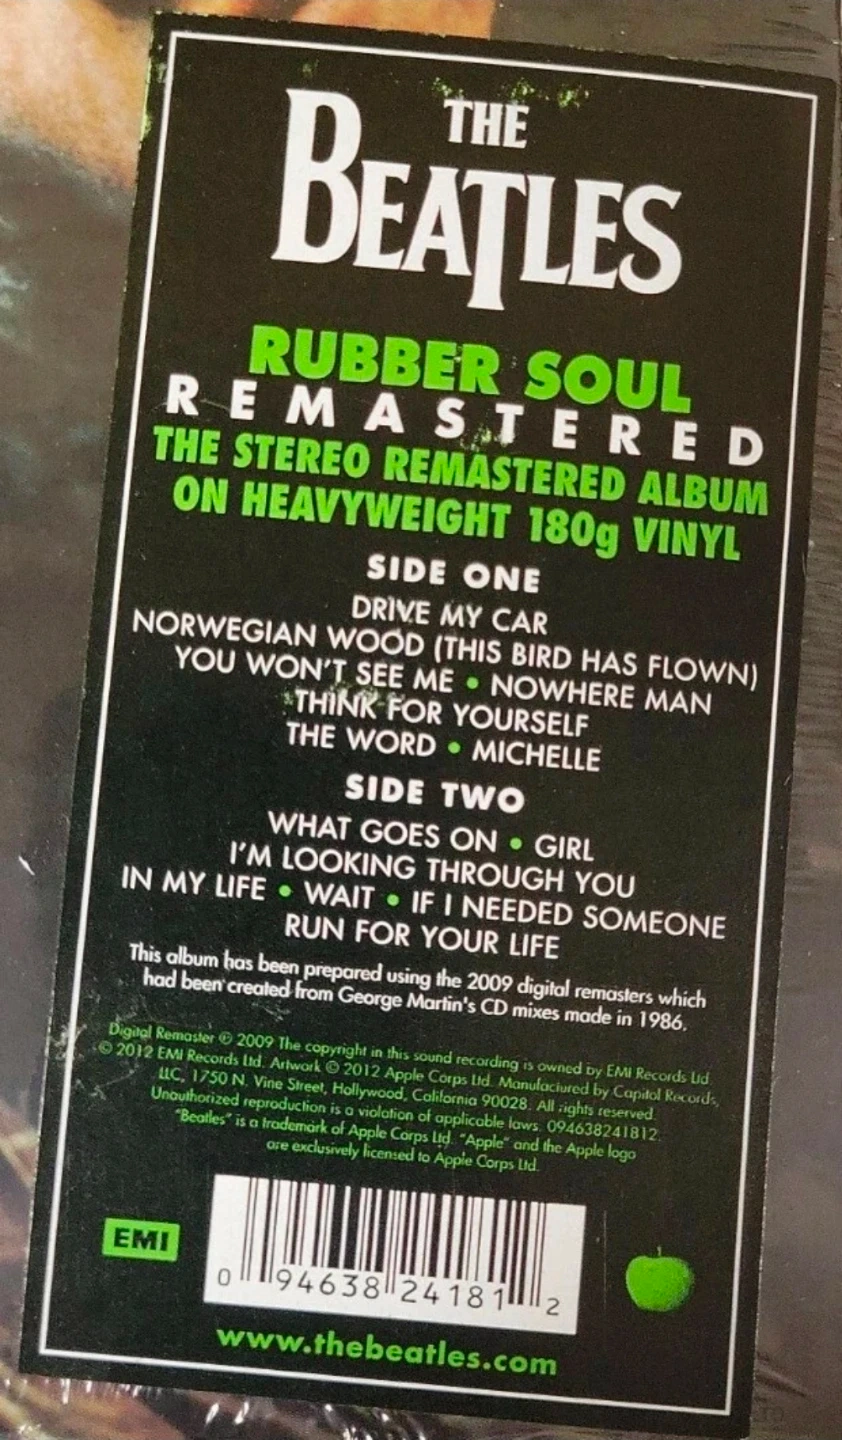 THE
BEATLES
RUBBER SOUL
REMASTERED
THE STEREO REMASTERED ALBUM
ON HEAVYWEIGHT 180g VINYL
SIDE ONE
DRIVE MY CAR
NORWEGIAN WOOD (THIS BIRD HAS FLOWN)
YOU WON'T SEE ME • NOWHERE MAN
THINK FOR YOURSELF
THE WORD • MICHELLE
SIDE TWO
WHAT GOES ON • GIRL
I'M LOOKING THROUGH YOU
IN MY LIFE • WAIT • IF I NEEDED SOMEONE
RUN FOR YOUR LIFE
This album has been prepared using the 2009 digital remasters which
had been created from George Martin's CD mixes made in 1986.
Digital Remaster ℗ 2009 The copyright in this sound recording is owned by EMI Records Ltd
© 2012 EMI Records Ltd. Artwork © 2012 Apple Corps Ltd. Manufactured by Capitol Records,
LLC, 1750 N. Vine Street, Hollywood, California 90028. All rights reserved.
Unauthorized reproduction is a violation of applicable laws. 094638241812.
"Beatles" is a trademark of Apple Corps Ltd. "Apple" and the Apple logo
are exclusively licensed to Apple Corps Ltd.
EMI
0 94638 24181 2
www.thebeatles.com